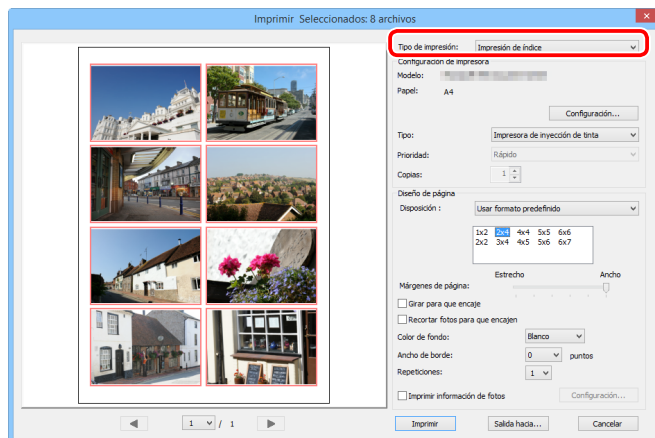 Imprimir Seleccionados: 8 archivos
Tipo de impresión: Impresión de índice
Configuración de impresora
Modelo:
Papel: A4
Configuración...
Tipo: Impresora de inyección de tinta
Prioridad: Rápido
Copias: 1
Diseño de página
Disposición : Usar formato predefinido
1x2 2x4 4x4 5x5 6x6
2x2 3x4 4x5 5x6 6x7
Estrecho Ancho
Márgenes de página:
Girar para que encaje
Recortar fotos para que encajen
Color de fondo: Blanco
Ancho de borde: 0 puntos
Repeticiones: 1
Imprimir información de fotos Configuración...
1 / 1
Imprimir Salida hacia... Cancelar